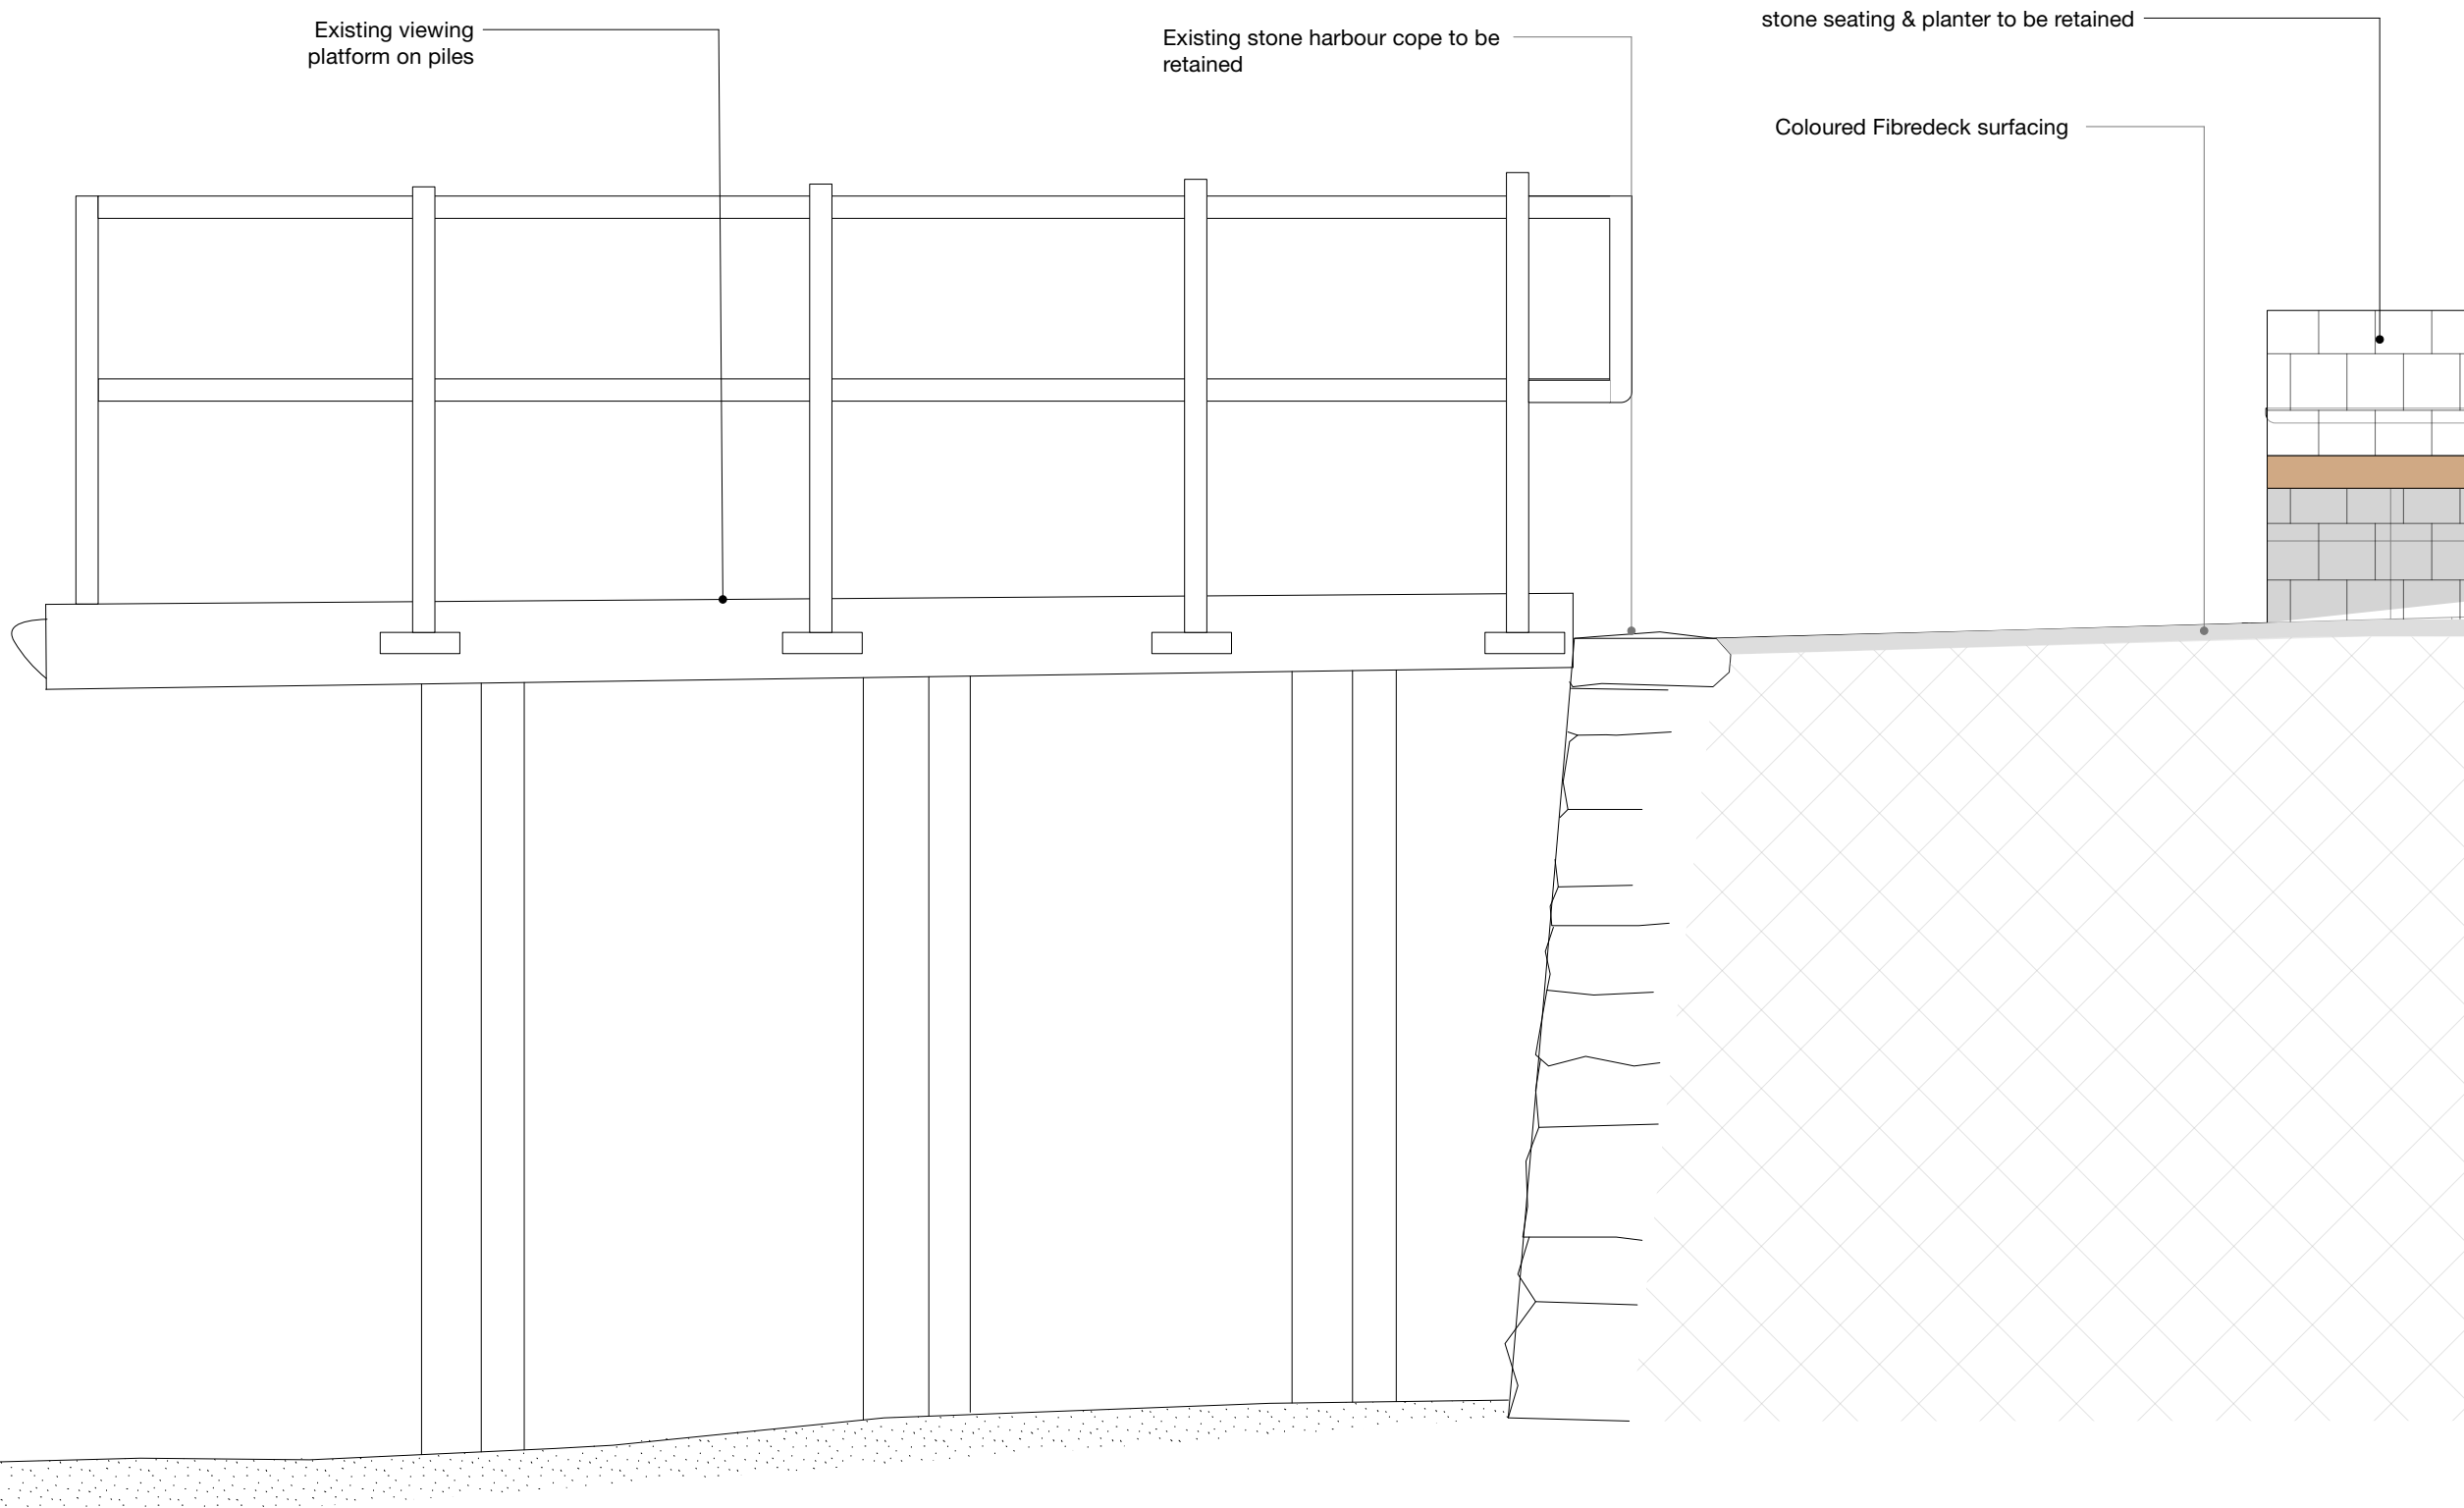 Existing viewing
platform on piles
Existing stone harbour cope to be
retained
stone seating & planter to be retained
Coloured Fibredeck surfacing